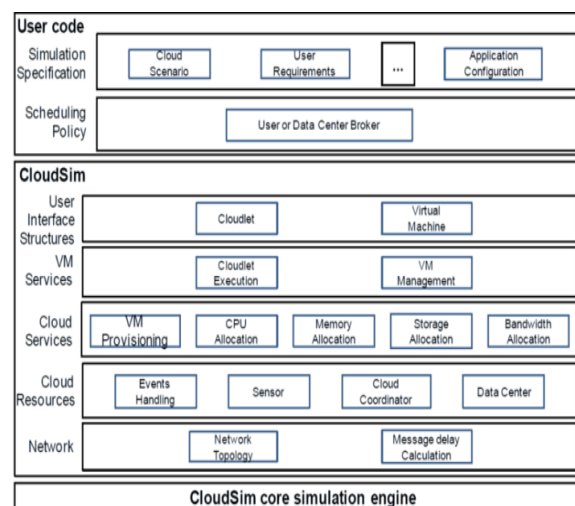 User code
Simulation
Specification
Cloud
Scenario
User
Requirements
...
Application
Configuration
Scheduling
Policy
User or Data Center Broker
CloudSim
User
Interface
Structures
Cloudlet
Virtual
Machine
VM
Services
Cloudlet
Execution
VM
Management
Cloud
Services
VM
Provisioning
CPU
Allocation
Memory
Allocation
Storage
Allocation
Bandwidth
Allocation
Cloud
Resources
Events
Handling
Sensor
Cloud
Coordinator
Data Center
Network
Network
Topology
Message delay
Calculation
CloudSim core simulation engine